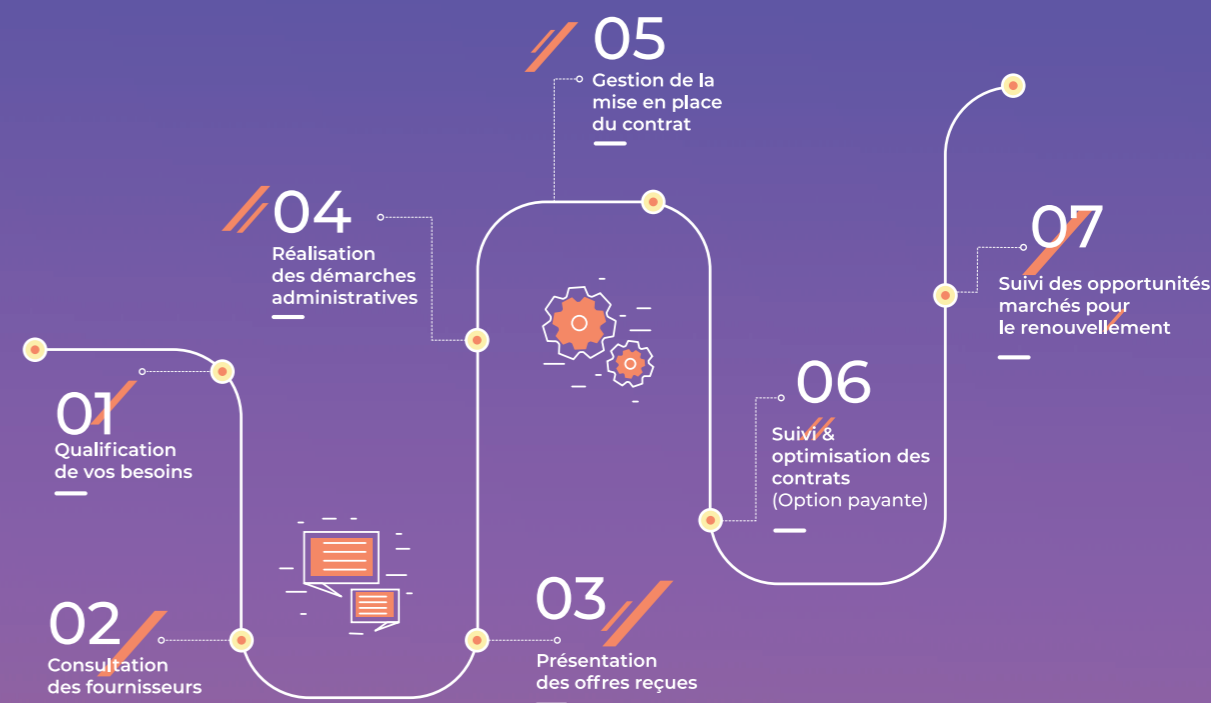 01
Qualification
de vos besoins
02
Consultation
des fournisseurs
03
Présentation
des offres reçues
04
Réalisation
des démarches
administratives
05
Gestion de la
mise en place
du contrat
06
Suivi &
optimisation des
contrats
(Option payante)
07
Suivi des opportunités
marchés pour
le renouvellement